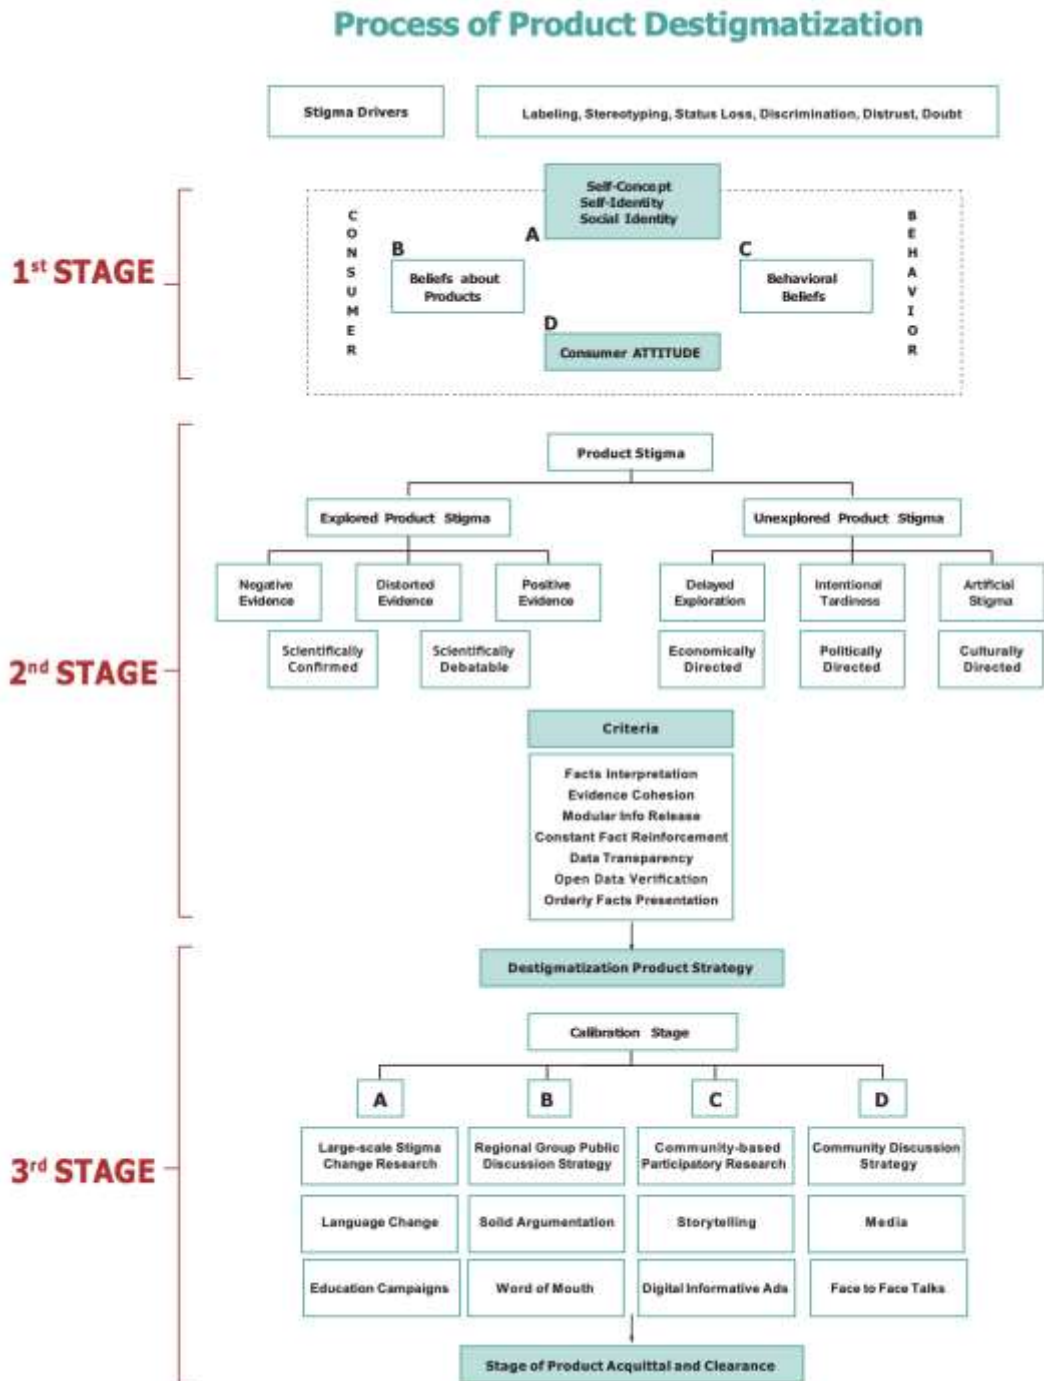 Process of Product Destigmatization
Stigma Drivers
Labeling, Stereotyping, Status Loss, Discrimination, Distrust, Doubt
1st STAGE
CONSUMER
BEHAVIOR
Self-Concept
Self-Identity
Social Identity
A
B
Beliefs about
Products
C
Behavioral
Beliefs
D
Consumer ATTITUDE
2nd STAGE
Product Stigma
Explored Product Stigma
Unexplored Product Stigma
Negative
Evidence
Distorted
Evidence
Positive
Evidence
Delayed
Exploration
Intentional
Tardiness
Artificial
Stigma
Scientifically
Confirmed
Scientifically
Debatable
Economically
Directed
Politically
Directed
Culturally
Directed
Criteria
Facts Interpretation
Evidence Cohesion
Modular Info Release
Constant Fact Reinforcement
Data Transparency
Open Data Verification
Orderly Facts Presentation
3rd STAGE
Destigmatization Product Strategy
Calibration Stage
A
B
C
D
Large-scale Stigma
Change Research
Regional Group Public
Discussion Strategy
Community-based
Participatory Research
Community Discussion
Strategy
Language Change
Soild Argumentation
Storytelling
Media
Education Campaigns
Word of Mouth
Digital Informative Ads
Face to Face Talks
Stage of Product Acquittal and Clearance